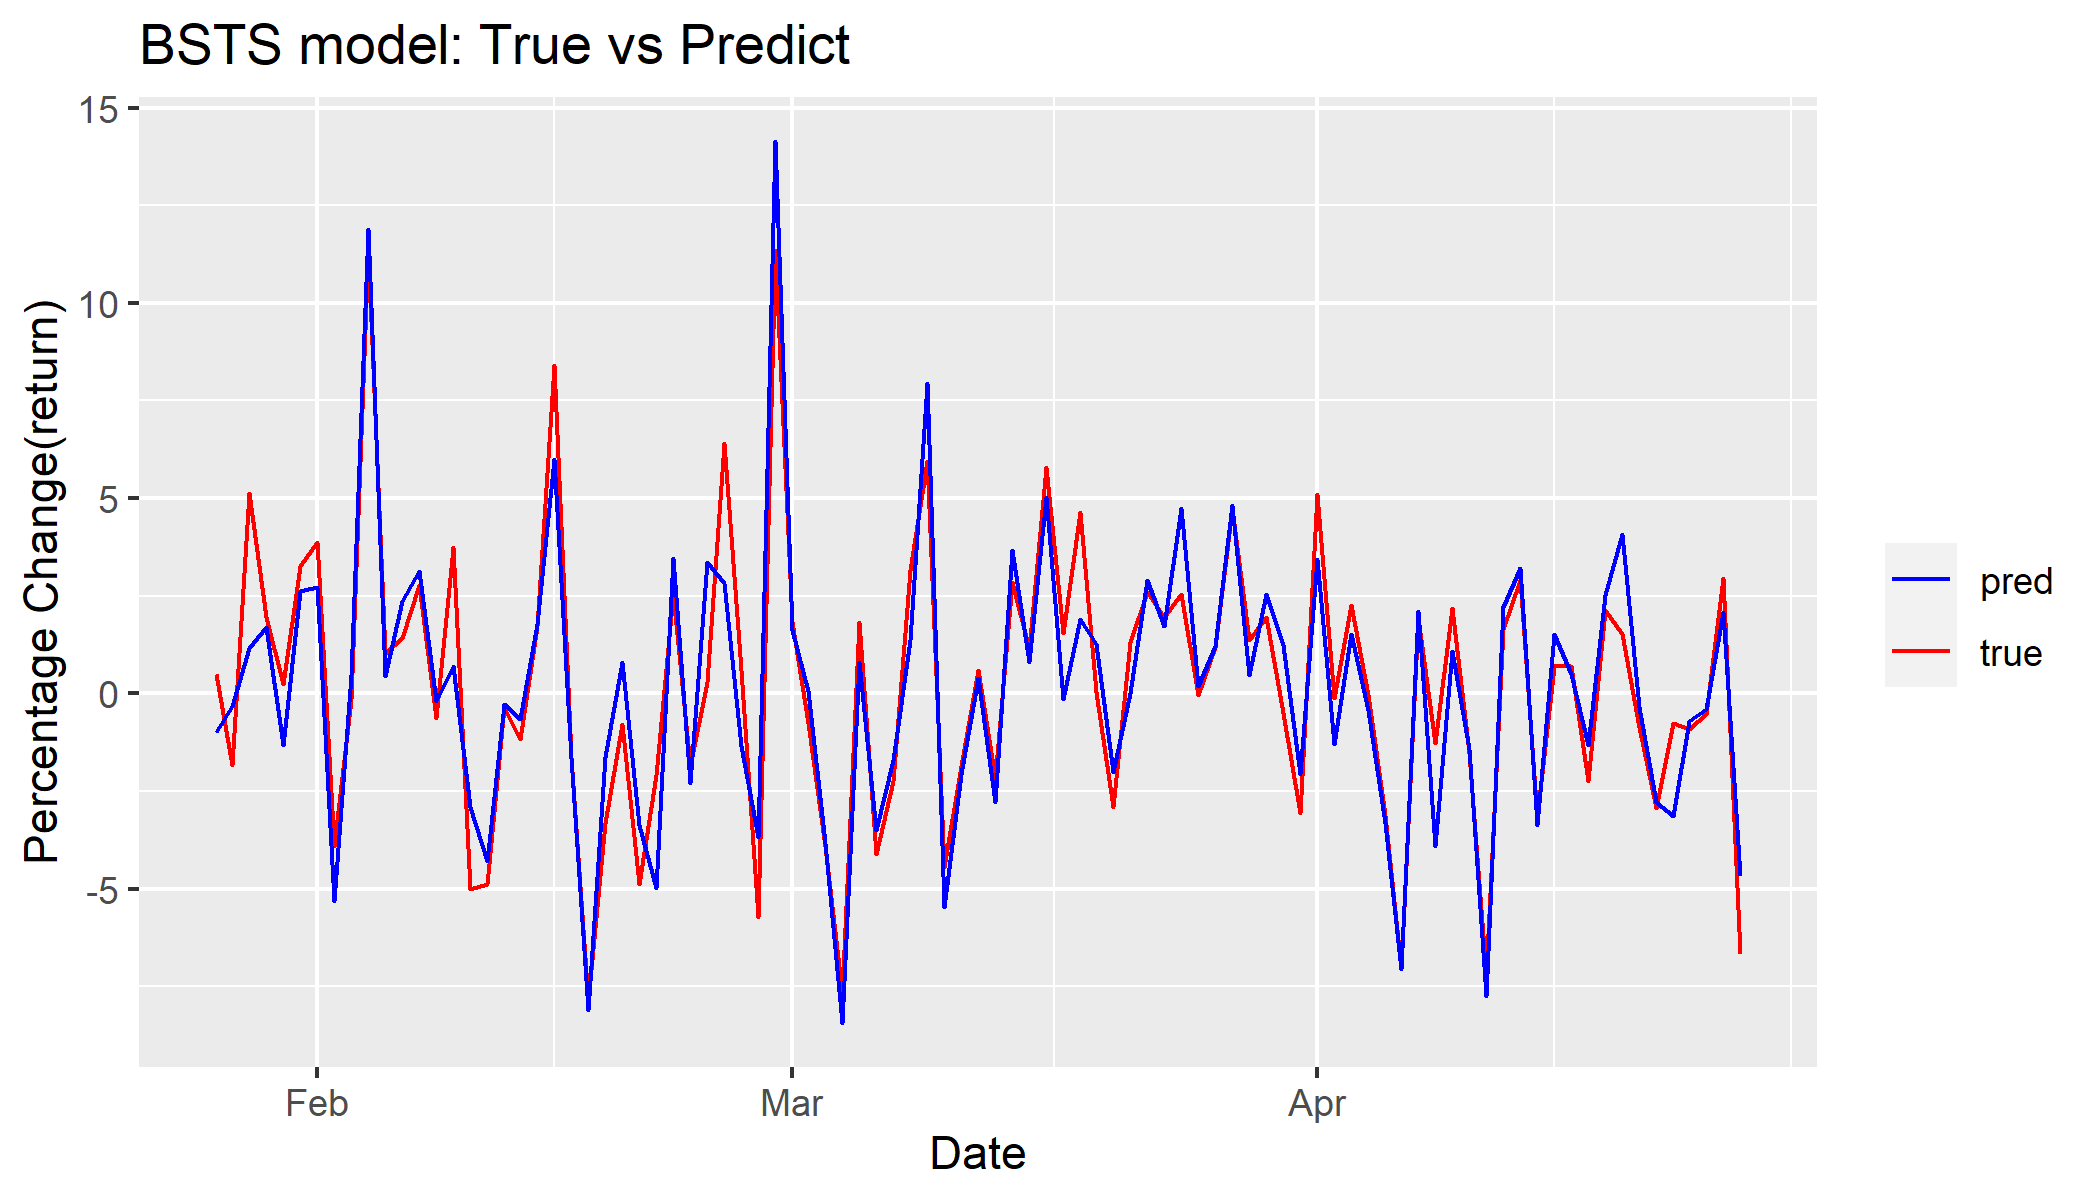 BSTS model: True vs Predict
Percentage Change(return)
15
10
5
0
-5
Feb
Mar
Apr
Date
pred
true